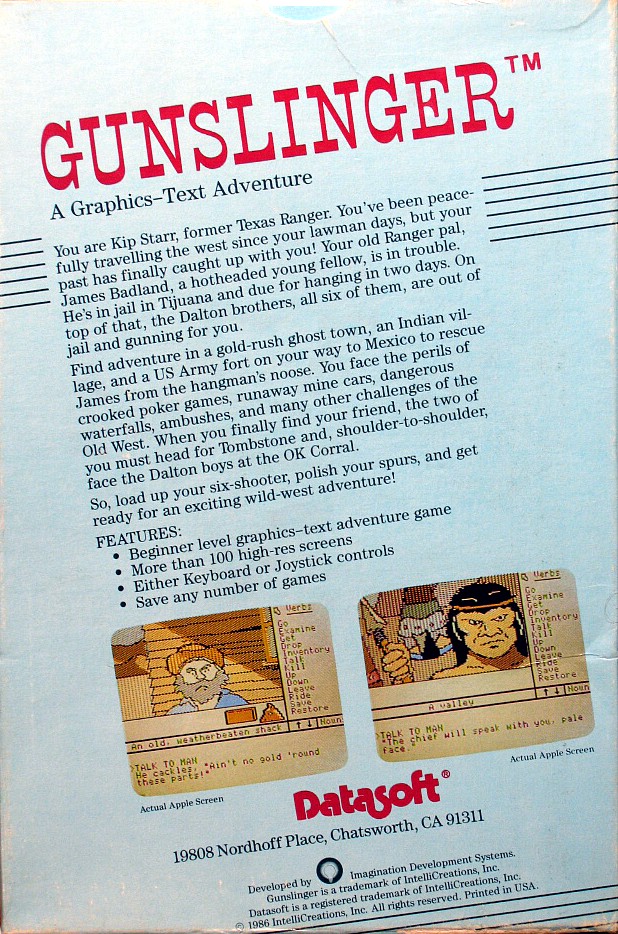 GUNSLINGER™
A Graphics–Text Adventure
You are Kip Starr, former Texas Ranger. You've been peace-
fully travelling the west since your lawman days, but your
past has finally caught up with you! Your old Ranger pal,
James Badland, a hotheaded young fellow, is in trouble.
He's in jail in Tijuana and due for hanging in two days. On
top of that, the Dalton brothers, all six of them, are out of
jail and gunning for you.
Find adventure in a gold-rush ghost town, an Indian vil-
lage, and a US Army fort on your way to Mexico to rescue
James from the hangman's noose. You face the perils of
crooked poker games, runaway mine cars, dangerous
waterfalls, ambushes, and many other challenges of the
Old West. When you finally find your friend, the two of
you must head for Tombstone and, shoulder-to-shoulder,
face the Dalton boys at the OK Corral.
So, load up your six-shooter, polish your spurs, and get
ready for an exciting wild-west adventure!
FEATURES:
• Beginner level graphics–text adventure game
• More than 100 high-res screens
• Either Keyboard or Joystick controls
• Save any number of games
Verbs
Go
Examine
Get
Drop
Inventory
Talk
Kill
Up
Down
Leave
Ride
Save
Restore
An old, weatherbeaten shack ↑ ↓ Noun
>TALK TO MAN
He cackles, "Ain't no gold 'round
these parts!"
Actual Apple Screen
Verbs
Go
Examine
Get
Drop
Inventory
Talk
Kill
Up
Down
Leave
Ride
Save
Restore
A valley ↑ ↓ Noun
>TALK TO MAN
"The chief will speak with you, pale
face."
Actual Apple Screen
Datasoft®
19808 Nordhoff Place, Chatsworth, CA 91311
Developed by Imagination Development Systems.
Gunslinger is a trademark of IntelliCreations, Inc.
Datasoft is a registered trademark of IntelliCreations, Inc.
© 1986 IntelliCreations, Inc. All rights reserved. Printed in USA.